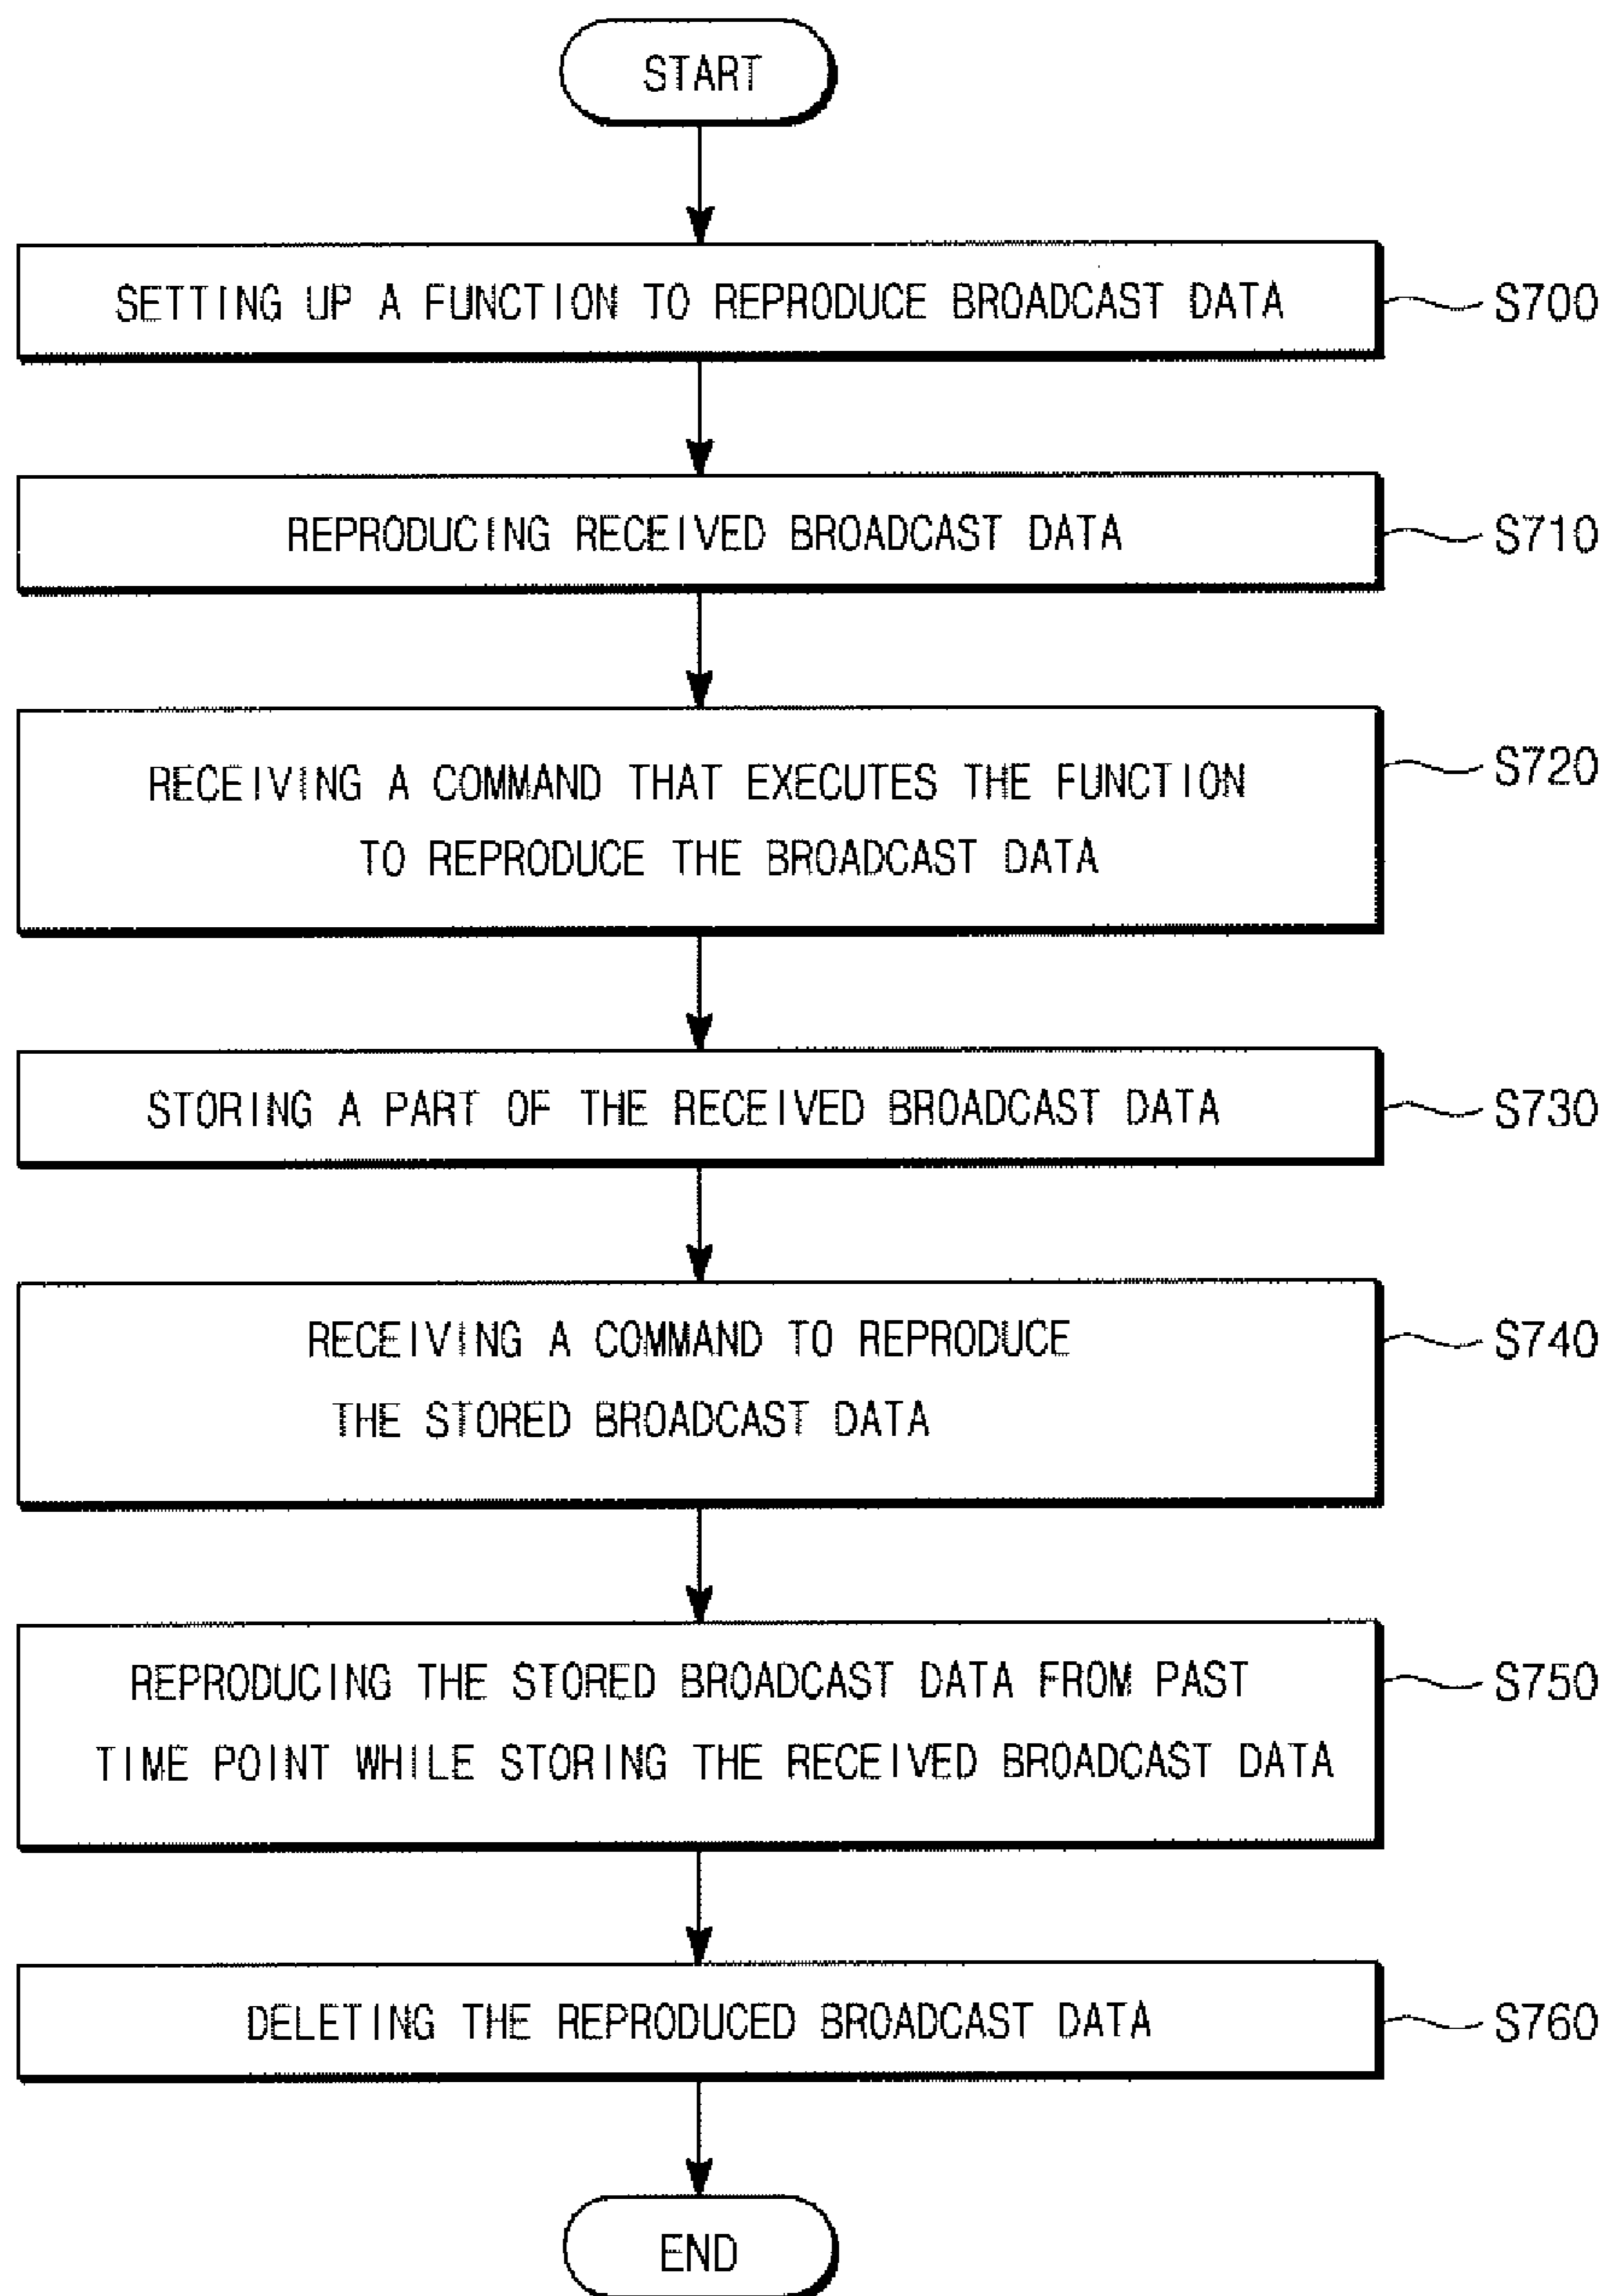 START
SETTING UP A FUNCTION TO REPRODUCE BROADCAST DATA
S700
REPRODUCING RECEIVED BROADCAST DATA
S710
RECEIVING A COMMAND THAT EXECUTES THE FUNCTION
TO REPRODUCE THE BROADCAST DATA
S720
STORING A PART OF THE RECEIVED BROADCAST DATA
S730
RECEIVING A COMMAND TO REPRODUCE
THE STORED BROADCAST DATA
S740
REPRODUCING THE STORED BROADCAST DATA FROM PAST
TIME POINT WHILE STORING THE RECEIVED BROADCAST DATA
S750
DELETING THE REPRODUCED BROADCAST DATA
S760
END